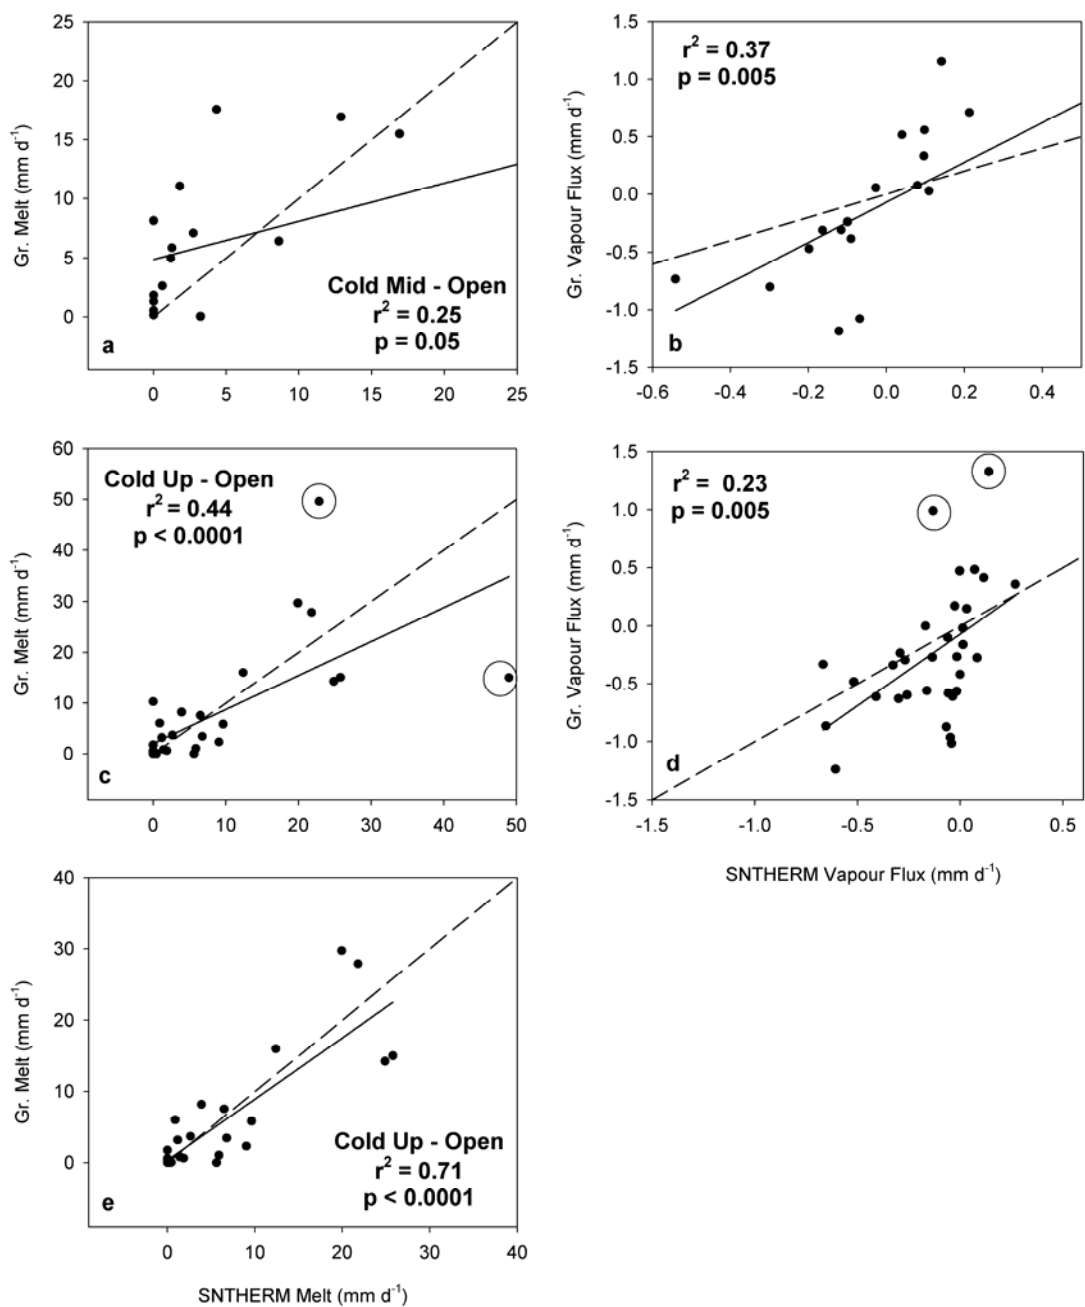 25
20
15
10
5
0
Gr. Melt (mm d⁻¹)
Cold Mid - Open
r² = 0.25
p = 0.05
a
0 5 10 15 20 25
1.5
1.0
0.5
0.0
-0.5
-1.0
-1.5
Gr. Vapour Flux (mm d⁻¹)
r² = 0.37
p = 0.005
b
-0.6 -0.4 -0.2 0.0 0.2 0.4
60
50
40
30
20
10
0
Gr. Melt (mm d⁻¹)
Cold Up - Open
r² = 0.44
p < 0.0001
c
0 10 20 30 40 50
1.5
1.0
0.5
0.0
-0.5
-1.0
-1.5
Gr. Vapour Flux (mm d⁻¹)
r² = 0.23
p = 0.005
d
-1.5 -1.0 -0.5 0.0 0.5
SNTHERM Vapour Flux (mm d⁻¹)
40
30
20
10
0
Gr. Melt (mm d⁻¹)
Cold Up - Open
r² = 0.71
p < 0.0001
e
0 10 20 30 40
SNTHERM Melt (mm d⁻¹)